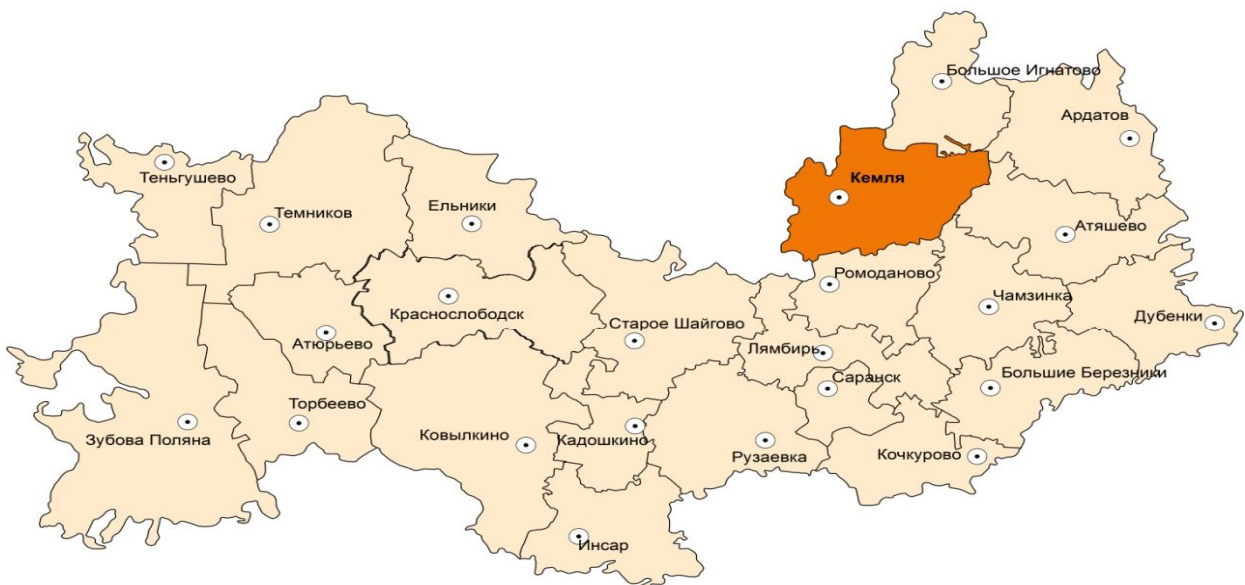 Большое Игнатово
Ардатов
Теньгушево
Кемля
Темников
Ельники
Атяшево
Ромоданово
Краснослободск
Чамзинка
Старое Шайгово
Дубенки
Атюрьево
Лямбирь
Саранск
Большие Березники
Торбеево
Зубова Поляна
Ковылкино
Кадошкино
Рузаевка
Кочкурово
Инсар